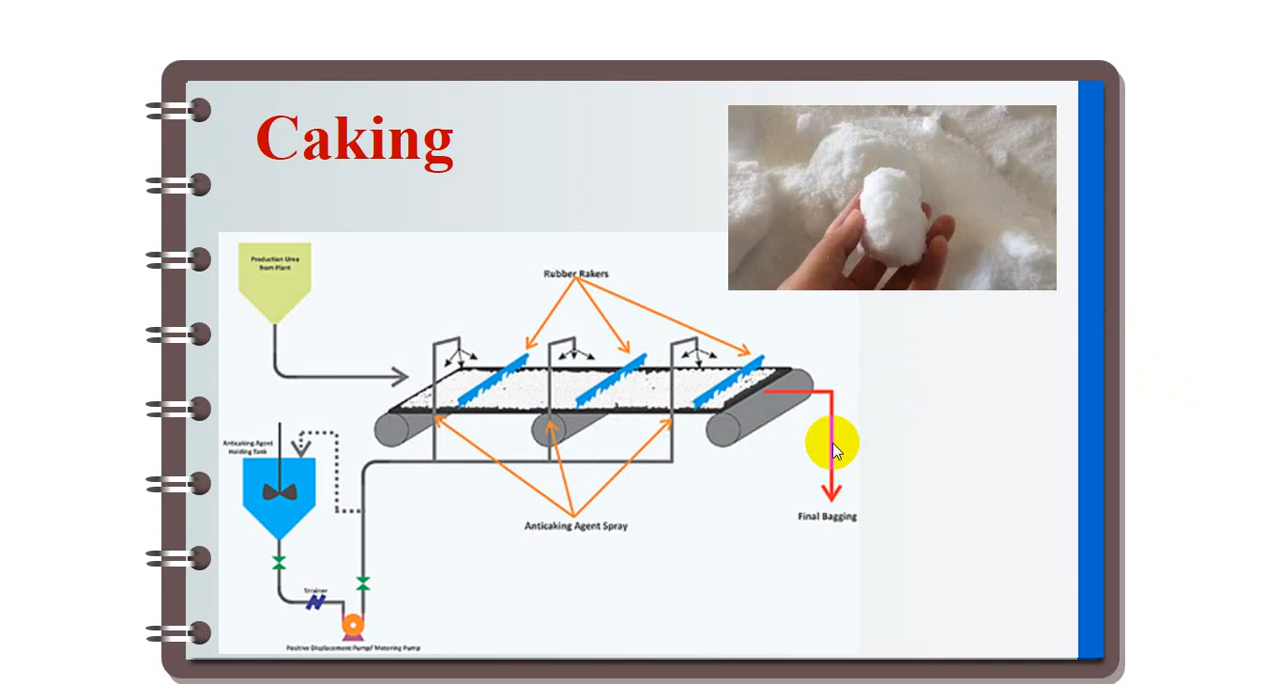 Caking
Production Urea
from Plant
Rubber Rakers
Anticaking Agent
Holding Tank
Final Bagging
Anticaking Agent Spray
Strainer
Positive Displacement Pump/ Metering Pump